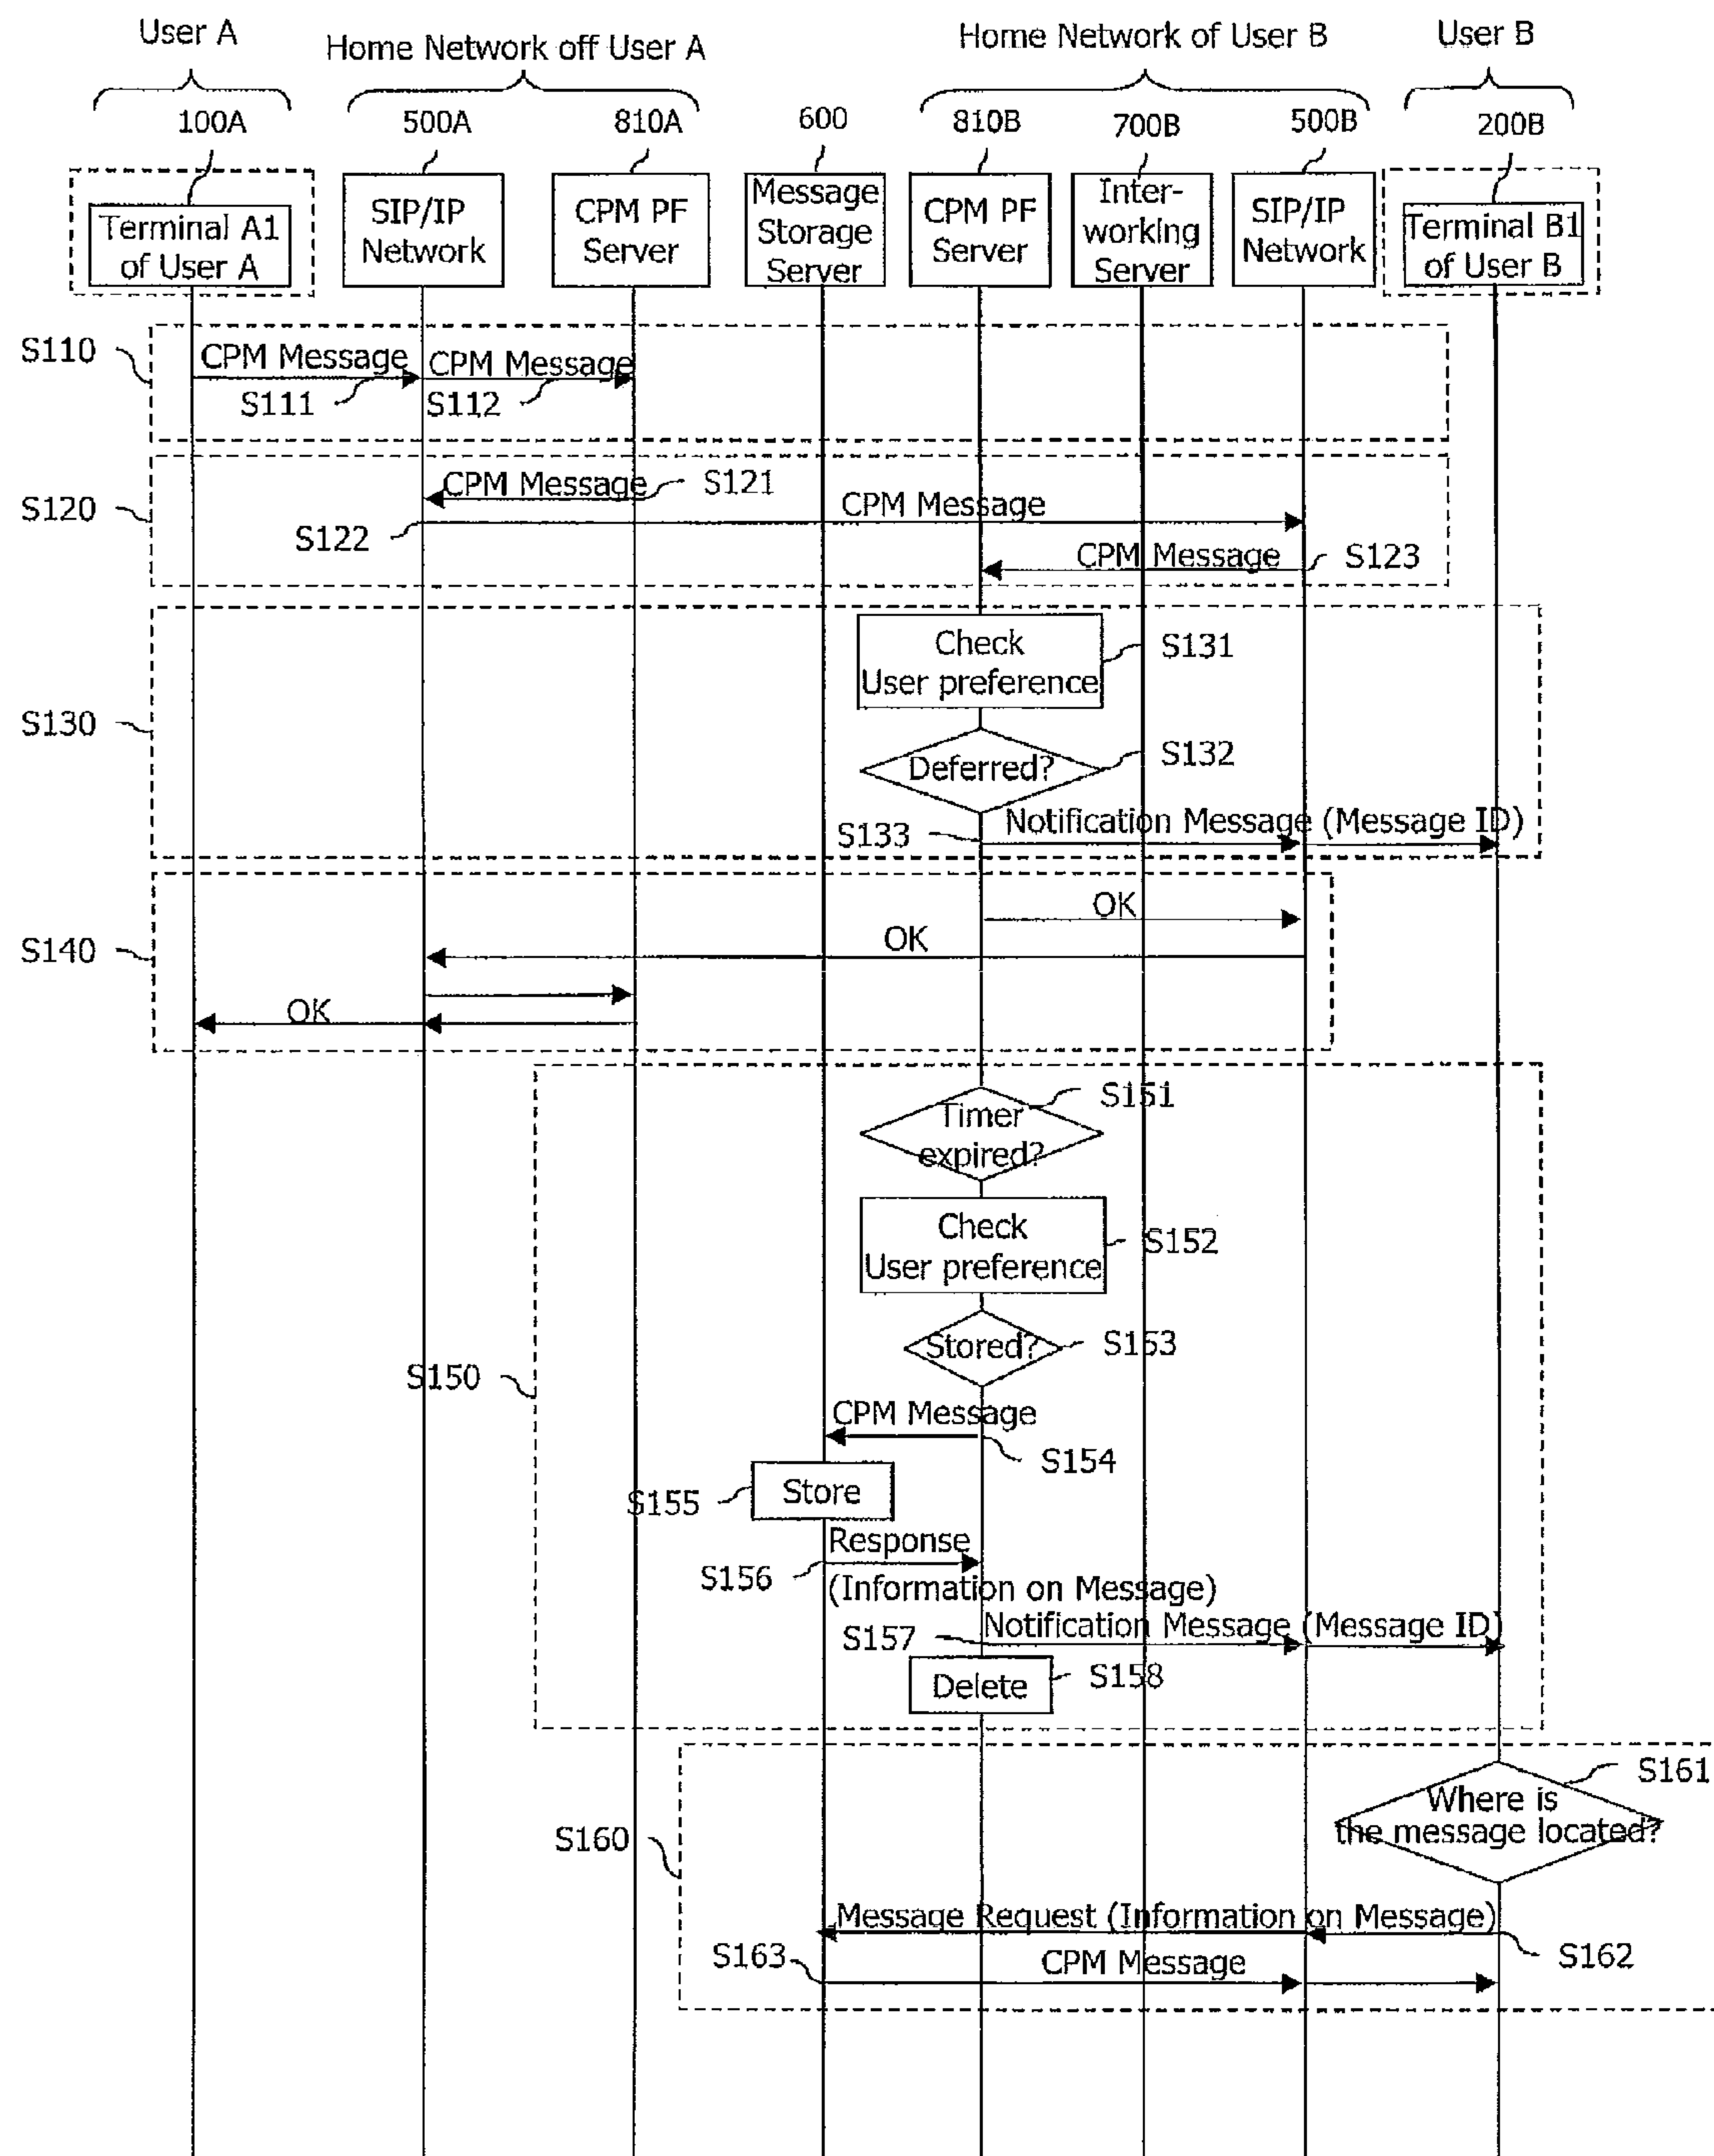 User A
Home Network off User A
Home Network of User B
User B
100A
500A
810A
600
810B
700B
500B
200B
Terminal A1
of User A
SIP/IP
Network
CPM PF
Server
Message
Storage
Server
CPM PF
Server
Inter-
working
Server
SIP/IP
Network
Terminal B1
of User B
S110
CPM Message
CPM Message
S111
S112
S120
CPM Message
S121
S122
CPM Message
CPM Message
S123
S130
Check
User preference
S131
Deferred?
S132
S133
Notification Message (Message ID)
S140
OK
OK
OK
S150
Timer
expired?
S151
Check
User preference
S152
Stored?
S153
CPM Message
S154
S155
Store
Response
S156
(Information on Message)
Notification Message (Message ID)
S157
Delete
S158
S160
S161
Where is
the message located?
Message Request (Information on Message)
S162
S163
CPM Message